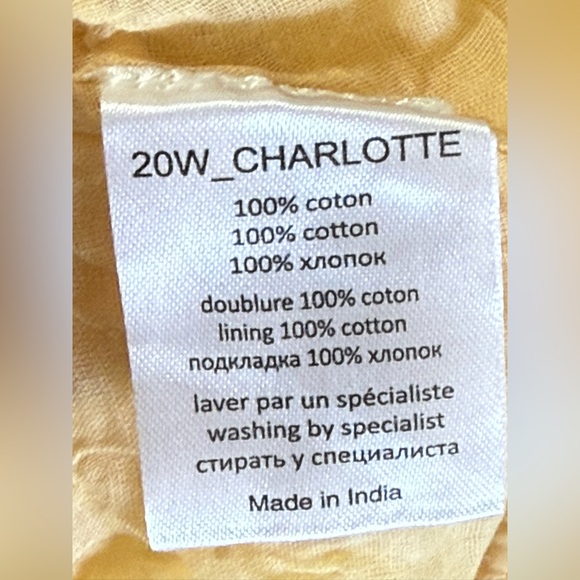 20W_CHARLOTTE
100% coton
100% cotton
100% хлопок
doublure 100% coton
lining 100% cotton
подкладка 100% хлопок
laver par un spécialiste
washing by specialist
стирать у специалиста
Made in India